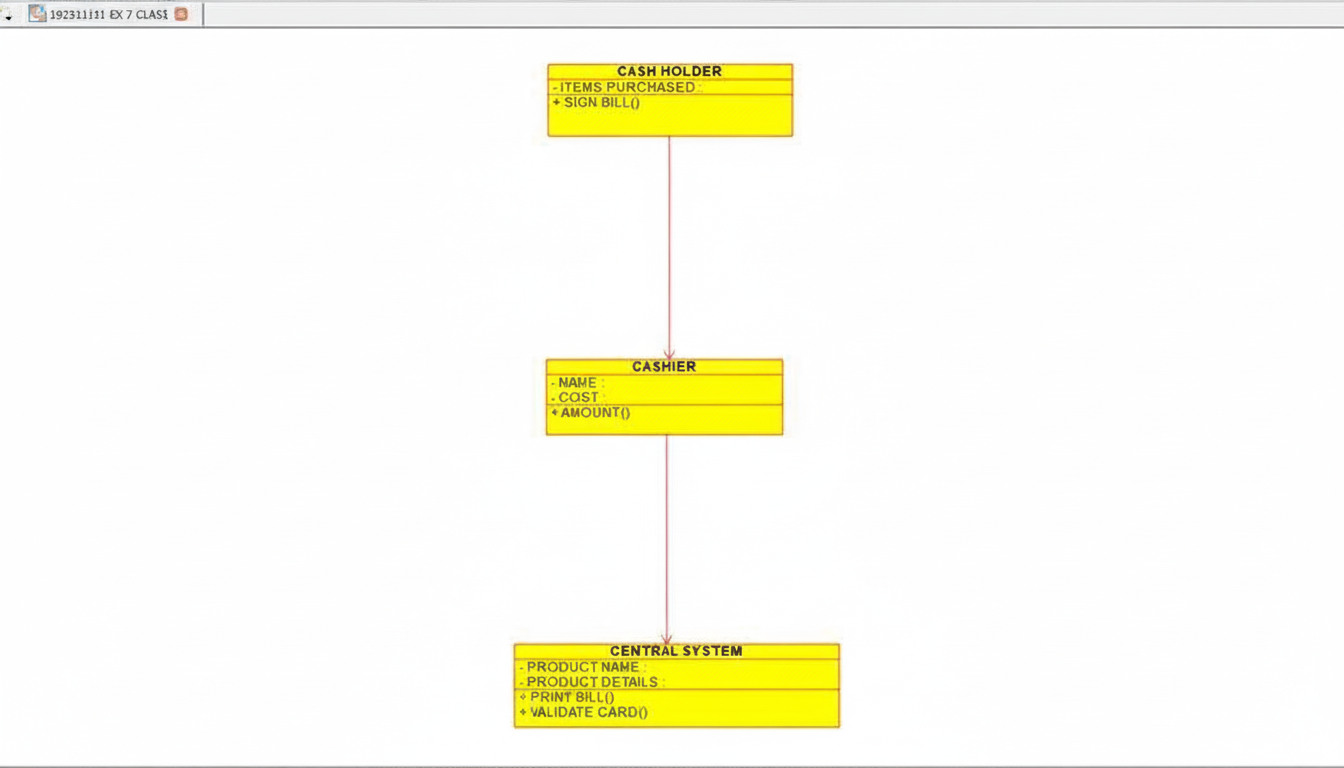 192311111 EX 7 CLASS
CASH HOLDER
- ITEMS PURCHASED :
+ SIGN BILL()
CASHIER
- NAME :
- COST :
+ AMOUNT()
CENTRAL SYSTEM
- PRODUCT NAME :
- PRODUCT DETAILS :
+ PRINT BILL()
+ VALIDATE CARD()